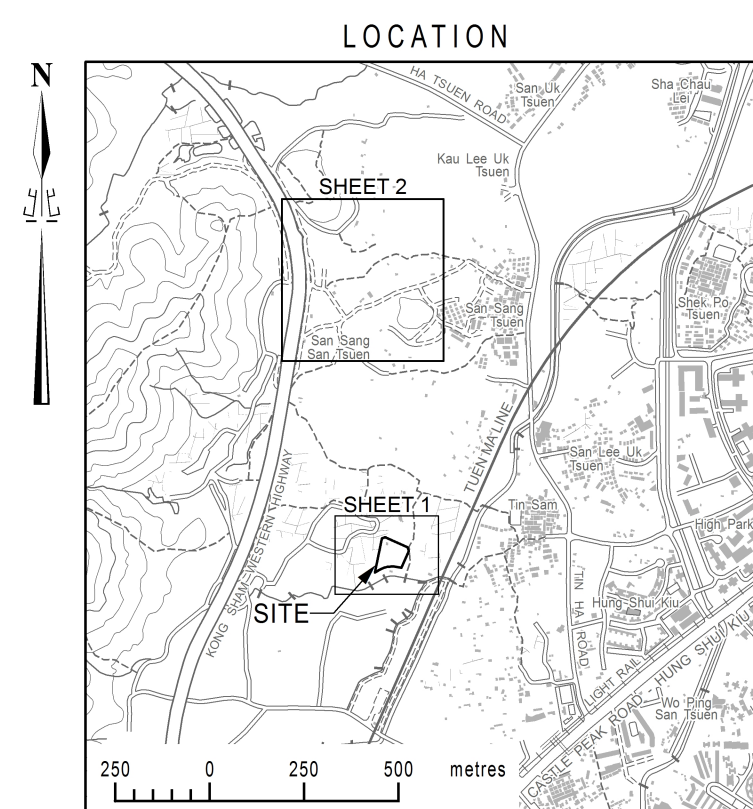 LOCATION
N
HA TSUEN ROAD
San Uk
Tsuen
Sha Chau
Lei
Kau Lee Uk
Tsuen
SHEET 2
San Sang
Tsuen
Shek Po
Tsuen
San Sang
San Tsuen
TUEN MA LINE
San Lee Uk
Tsuen
KONG SHAM WESTERN HIGHWAY
SHEET 1
Tin Sam
High Park
SITE
TIN HA ROAD
Hung Shui Kiu
LIGHT RAIL
CASTLE PEAK ROAD - HUNG SHUI KIU
Wo Ping
San Tsuen
250 0 250 500 metres